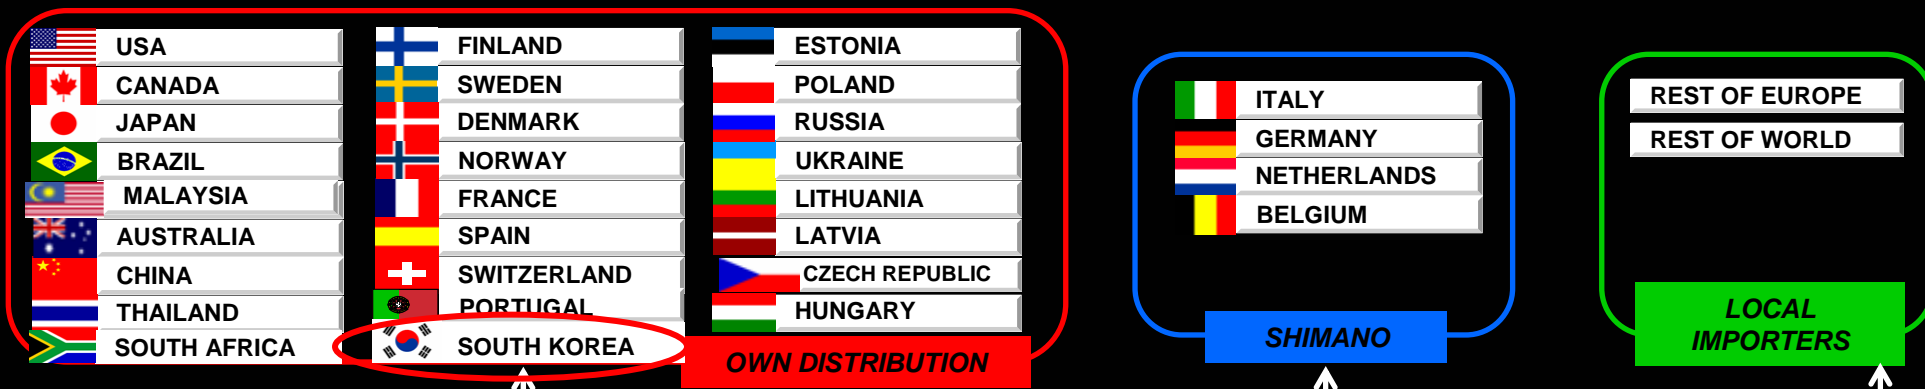 USA
CANADA
JAPAN
BRAZIL
MALAYSIA
AUSTRALIA
CHINA
THAILAND
SOUTH AFRICA
FINLAND
SWEDEN
DENMARK
NORWAY
FRANCE
SPAIN
SWITZERLAND
PORTUGAL
SOUTH KOREA
ESTONIA
POLAND
RUSSIA
UKRAINE
LITHUANIA
LATVIA
CZECH REPUBLIC
HUNGARY
OWN DISTRIBUTION
ITALY
GERMANY
NETHERLANDS
BELGIUM
SHIMANO
REST OF EUROPE
REST OF WORLD
LOCAL
IMPORTERS